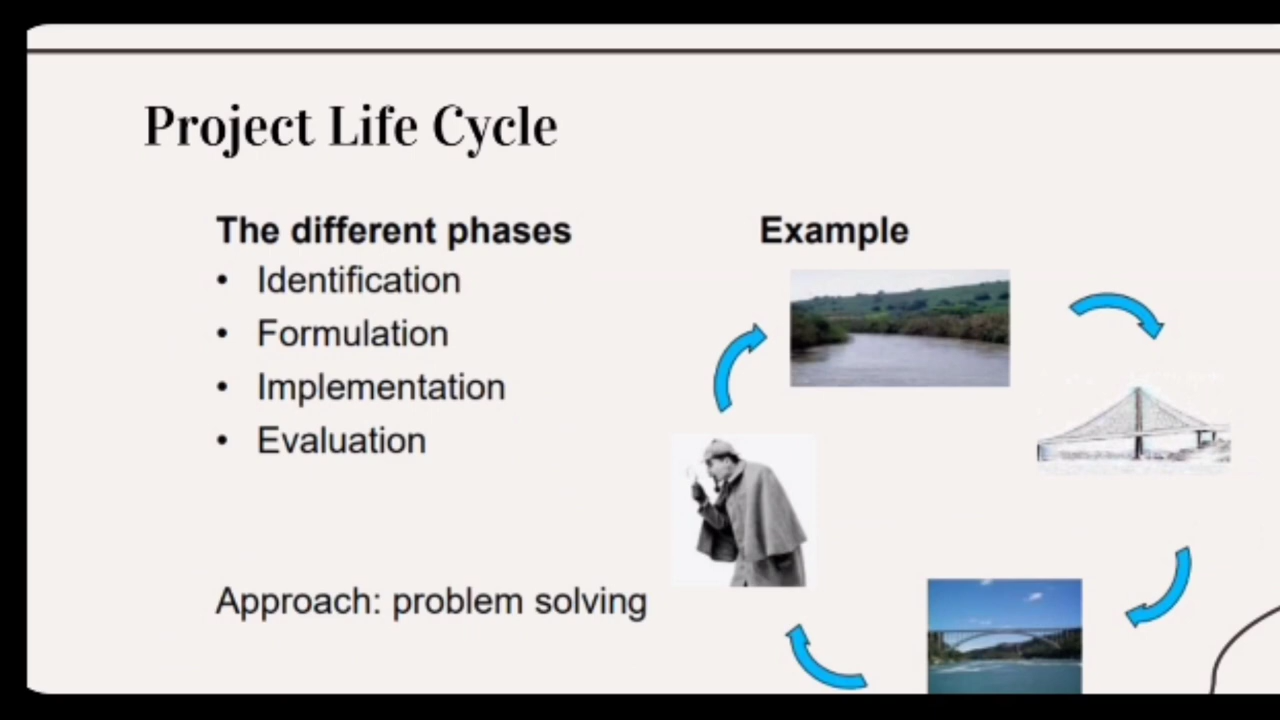 Project Life Cycle
The different phases
• Identification
• Formulation
• Implementation
• Evaluation
Approach: problem solving
Example